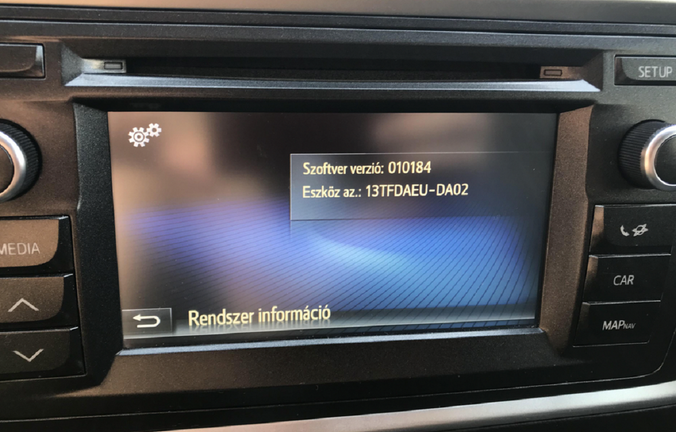 SETUP
MEDIA
Szoftver verzió: 010184
Eszköz az.: 13TFDAEU-DA02
CAR
MAP NAV
Rendszer információ